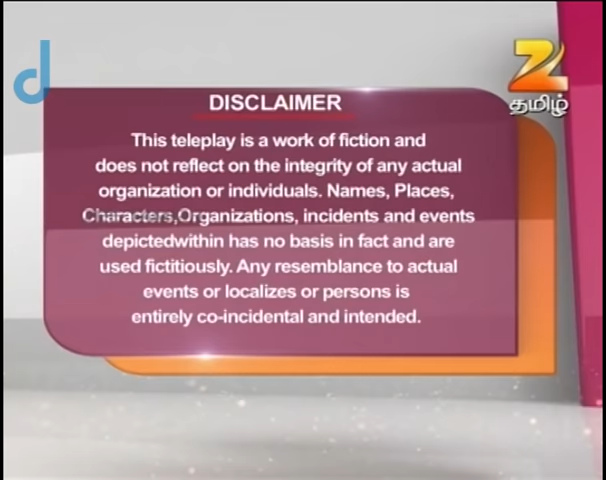 d
Z
தமிழ்
DISCLAIMER
This teleplay is a work of fiction and
does not reflect on the integrity of any actual
organization or individuals. Names, Places,
Characters,Organizations, incidents and events
depictedwithin has no basis in fact and are
used fictitiously. Any resemblance to actual
events or localizes or persons is
entirely co-incidental and intended.